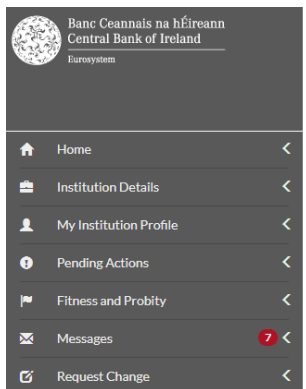 Banc Ceannais na hÉireann
Central Bank of Ireland
Eurosystem
Home
Institution Details
My Institution Profile
Pending Actions
Fitness and Probity
Messages 7
Request Change